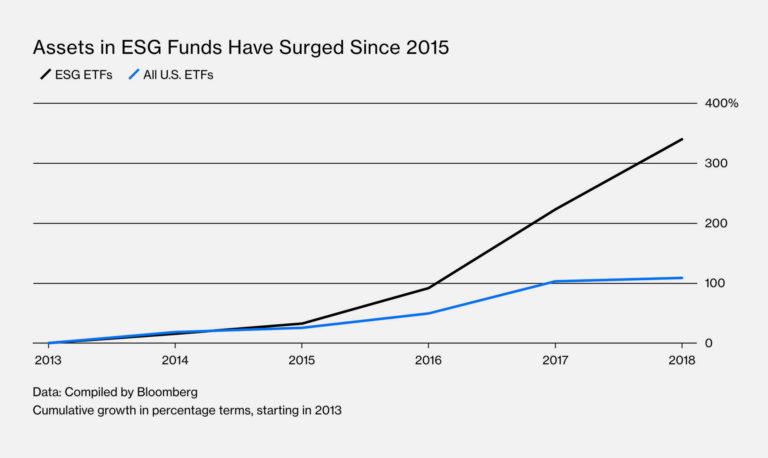 Assets in ESG Funds Have Surged Since 2015
ESG ETFs All U.S. ETFs
400%
300
200
100
0
2013 2014 2015 2016 2017 2018
Data: Compiled by Bloomberg
Cumulative growth in percentage terms, starting in 2013